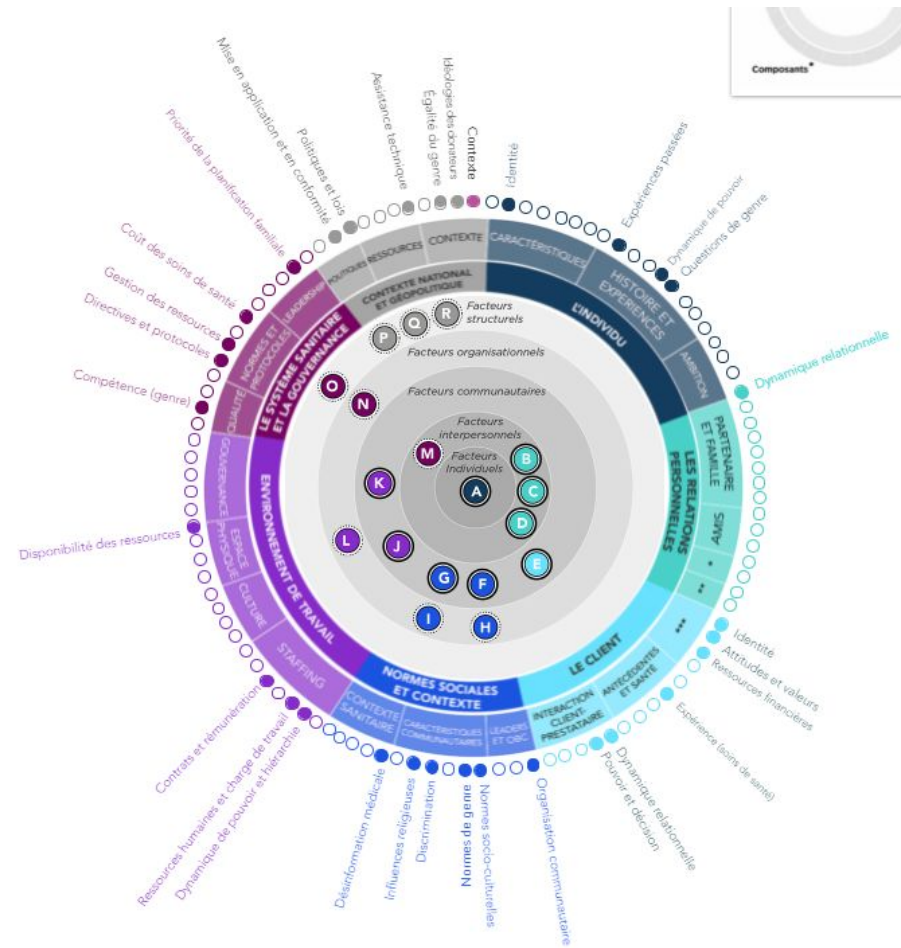 Composants*
Mise en application et en conformité
Politiques et lois
Assistance technique
Égalité du genre
Idéologies des donateurs
Contexte
Identité
Expériences passées
Dynamique de pouvoir
Questions de genre
Dynamique relationnelle
Identité
Attitudes et valeurs
Ressources financières
Expérience (soins de santé)
Dynamique relationnelle
Pouvoir et décision
Organisation communautaire
Normes socio-culturelles
Normes de genre
Discrimination
Influences religieuses
Désinformation médicale
Dynamique de pouvoir et hiérarchie
Ressources humaines et charge de travail
Contrats et rémunération
Disponibilité des ressources
Compétence (genre)
Directives et protocoles
Gestion des ressources
Coût des soins de santé
Priorité de la planification familiale
POLITIQUES
RESSOURCES
CONTEXTE
CARACTÉRISTIQUES
HISTOIRE ET
EXPÉRIENCES
AMBITION
PARTENAIRE
ET FAMILLE
AMIS
*
**
***
ANTÉCÉDENTES
ET SANTÉ
INTERACTION
CLIENT-
PRESTATAIRE
LEADERS
ET OBC
CARACTÉRISTIQUES
COMMUNAUTAIRES
CONTEXTE
SANITAIRE
STAFFING
CULTURE
ESPACE
PHYSIQUE
GOUVERNANCE
QUALITÉ
NORMES ET
PROTOCOLES
LEADERSHIP
CONTEXTE NATIONAL
ET GÉOPOLITIQUE
L'INDIVIDU
LES RELATIONS
PERSONNELLES
LE CLIENT
NORMES SOCIALES
ET CONTEXTE
ENVIRONNEMENT DE TRAVAIL
LE SYSTÈME SANITAIRE
ET LA GOUVERNANCE
Facteurs
structurels
Facteurs organisationnels
Facteurs communautaires
Facteurs
interpersonnels
Facteurs
Individuels
R
Q
P
O
N
M
B
A
C
D
K
L
J
E
G
F
I
H